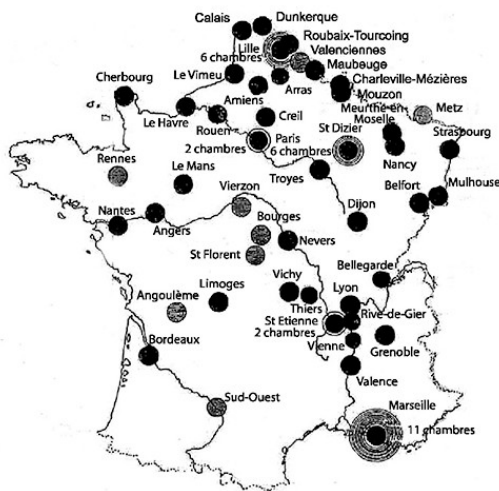 Calais
Dunkerque
Roubaix-Tourcoing
Lille
Valenciennes
6 chambres
Maubeuge
Le Vimeu
Arras
Charleville-Mézières
Cherbourg
Amiens
Mouzon
Meurthe-en-
Moselle
Metz
Le Havre
Creil
Rouen
Paris
St Dizier
Strasbourg
2 chambres
6 chambres
Rennes
Le Mans
Nancy
Troyes
Vierzon
Belfort
Mulhouse
Bourges
Dijon
Nantes
Angers
St Florent
Nevers
Bellegarde
Vichy
Lyon
Limoges
Angoulême
Thiers
St Etienne
Rive-de-Gier
2 chambres
Vienne
Grenoble
Bordeaux
Valence
Sud-Ouest
Marseille
11 chambres